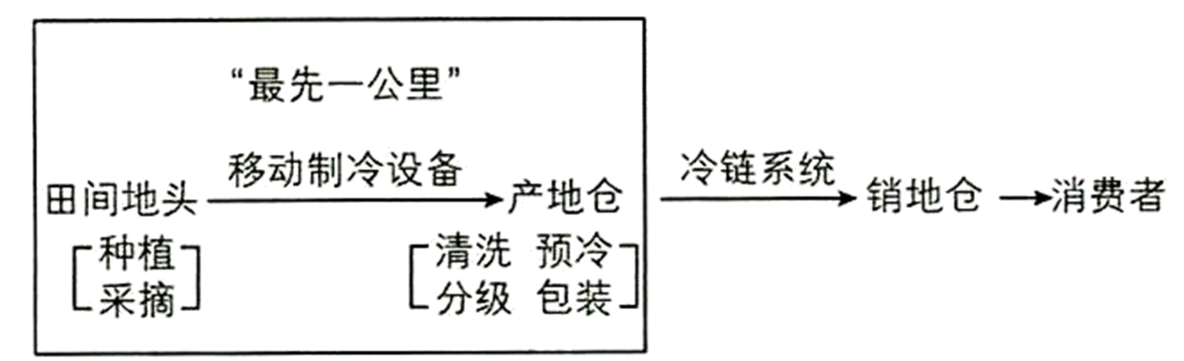 “最先一公里”
移动制冷设备
冷链系统
田间地头
产地仓
销地仓
消费者
种植
采摘
清洗 预冷
分级 包装